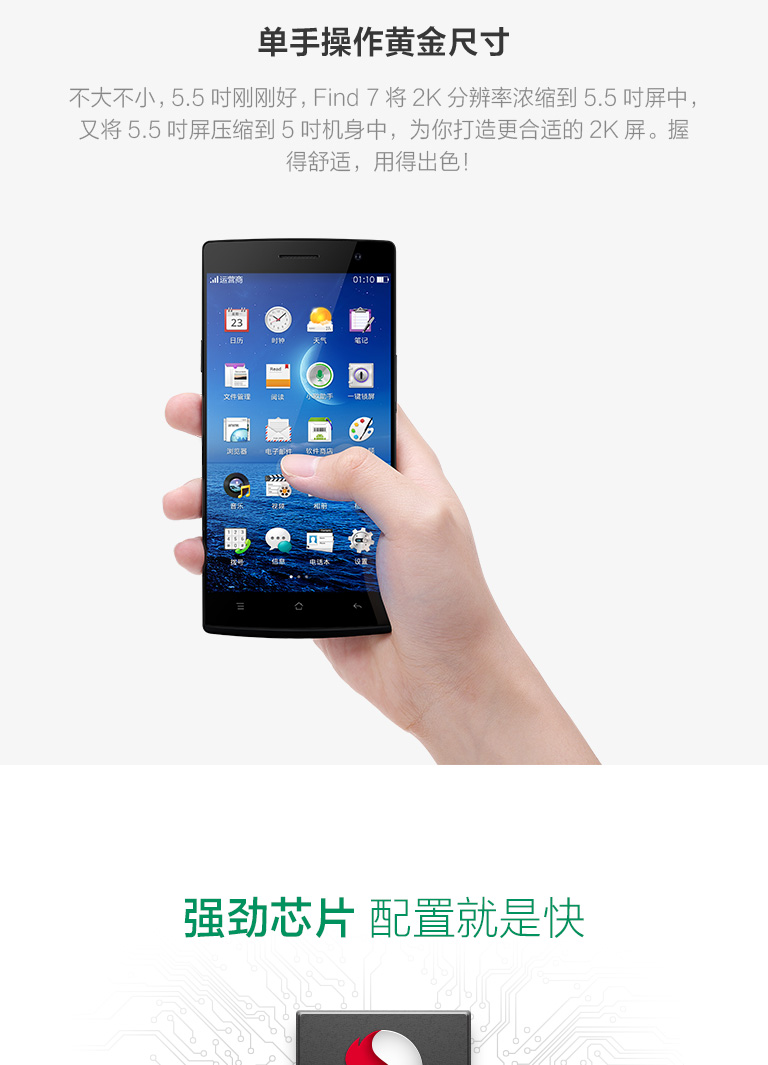 单手操作黄金尺寸
不大不小，5.5 吋刚刚好，Find 7 将 2K 分辨率浓缩到 5.5 吋屏中，
又将 5.5 吋屏压缩到 5 吋机身中，为你打造更合适的 2K 屏。握
得舒适，用得出色！
运营商 01:10
23
日历 时钟 天气 笔记
Read
文件管理 阅读 一键锁屏
浏览器 电子邮件 软件商店
音乐 视频 相册
拨号 信息 电话本 设置
强劲芯片 配置就是快